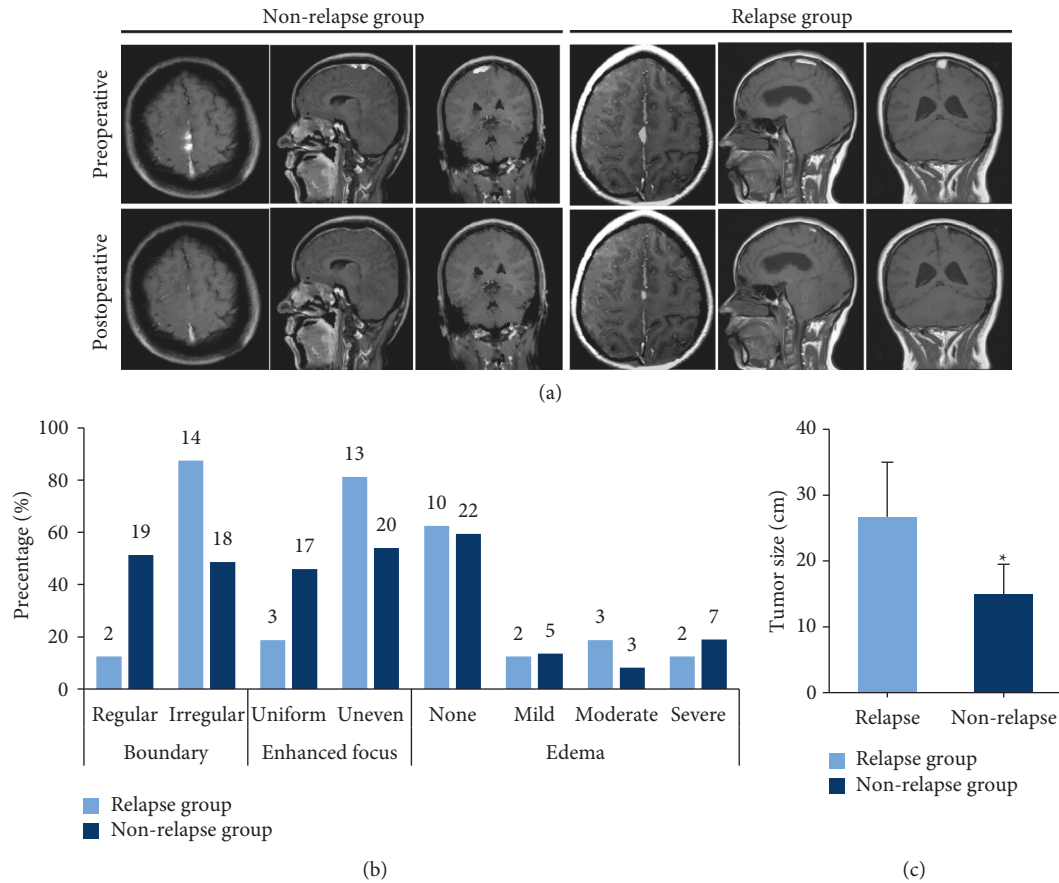 Non-relapse group
Relapse group
Preoperative
Postoperative
(a)
Precentage (%)
100
80
60
40
20
0
2
19
14
18
3
17
13
20
10
22
2
5
3
3
2
7
Regular
Irregular
Uniform
Uneven
None
Mild
Moderate
Severe
Boundary
Enhanced focus
Edema
Relapse group
Non-relapse group
(b)
Tumor size (cm)
40
30
20
10
0
*
Relapse
Non-relapse
Relapse group
Non-relapse group
(c)